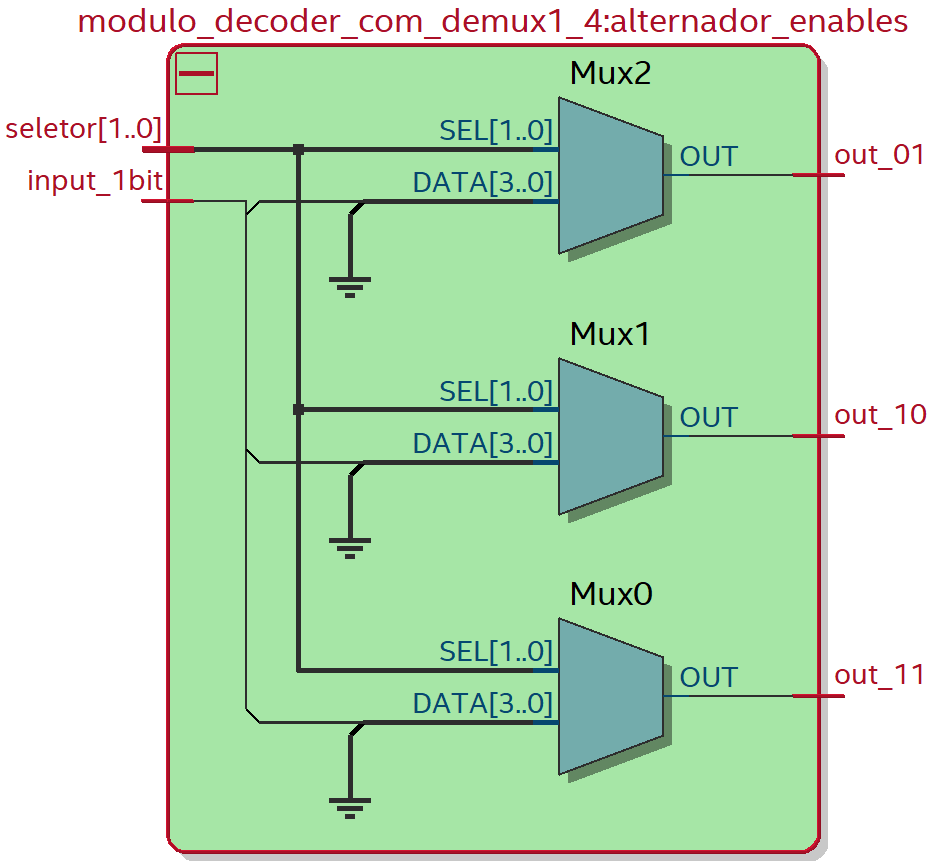 modulo_decoder_com_demux1_4:alternador_enables
Mux2
seletor[1..0]
SEL[1..0]
OUT
out_01
input_1bit
DATA[3..0]
Mux1
SEL[1..0]
OUT
out_10
DATA[3..0]
Mux0
SEL[1..0]
OUT
out_11
DATA[3..0]